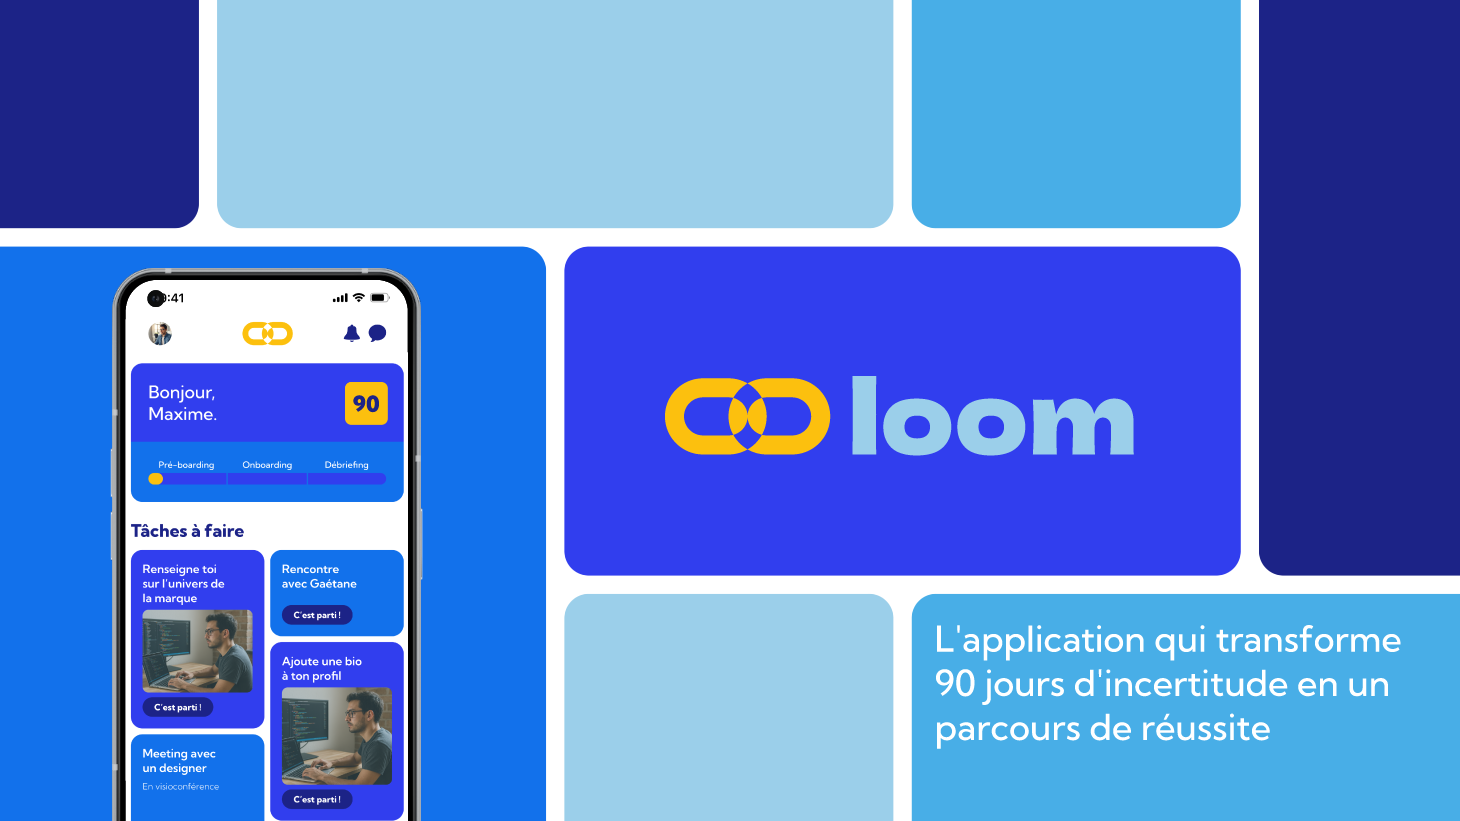 :41
Bonjour,
Maxime.
90
Pré-boarding
Onboarding
Débriefing
Tâches à faire
Renseigne toi
sur l'univers de
la marque
C'est parti !
Rencontre
avec Gaétane
C'est parti !
Ajoute une bio
à ton profil
C'est parti !
Meeting avec
un designer
En visioconférence
loom
L'application qui transforme
90 jours d'incertitude en un
parcours de réussite